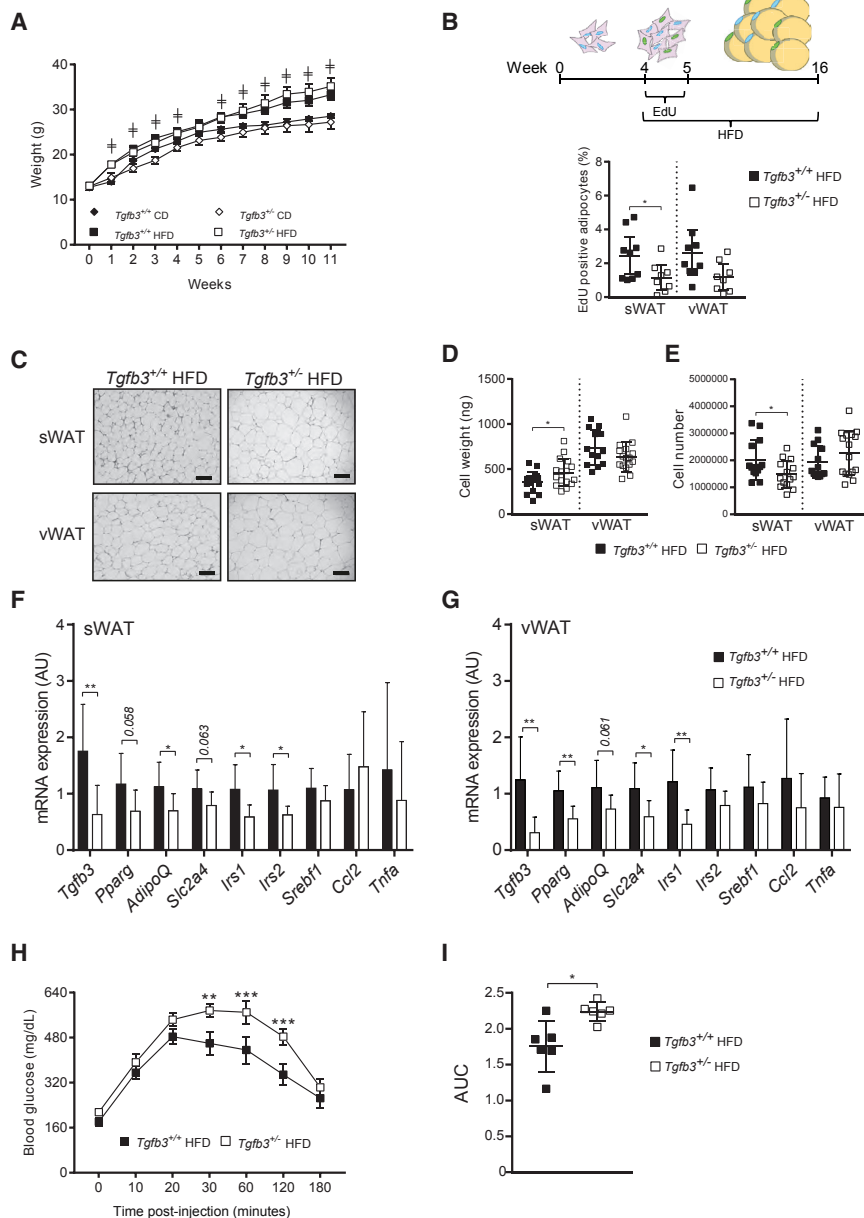 A
Weight (g)
40
30
20
10
0
ǂ ǂ ǂ ǂ ǂ ǂ ǂ ǂ ǂ ǂ
Tgfb3+/+ CD
Tgfb3+/- CD
Tgfb3+/+ HFD
Tgfb3+/- HFD
0 1 2 3 4 5 6 7 8 9 10 11
Weeks
B
Week 0 4 5 16
EdU
HFD
EdU positive adipocytes (%)
8
6
4
2
0
*
sWAT vWAT
Tgfb3+/+ HFD
Tgfb3+/- HFD
C
Tgfb3+/+ HFD Tgfb3+/- HFD
sWAT
vWAT
D
Cell weight (ng)
1500
1000
500
0
*
sWAT vWAT
E
Cell number
5000000
4000000
3000000
2000000
1000000
0
*
sWAT vWAT
Tgfb3+/+ HFD Tgfb3+/- HFD
F
sWAT
mRNA expression (AU)
4
3
2
1
0
** 0.058 * 0.063 * *
Tgfb3 Pparg AdipoQ Slc2a4 Irs1 Irs2 Srebf1 Ccl2 Tnfa
G
vWAT
mRNA expression (AU)
4
3
2
1
0
Tgfb3+/+ HFD
Tgfb3+/- HFD
** ** 0.061 * **
Tgfb3 Pparg AdipoQ Slc2a4 Irs1 Irs2 Srebf1 Ccl2 Tnfa
H
Blood glucose (mg/dL)
640
480
320
160
0
** *** ***
Tgfb3+/+ HFD Tgfb3+/- HFD
0 10 20 30 60 120 180
Time post-injection (minutes)
I
AUC
2.5
2.0
1.5
1.0
0.5
0
*
Tgfb3+/+ HFD
Tgfb3+/- HFD